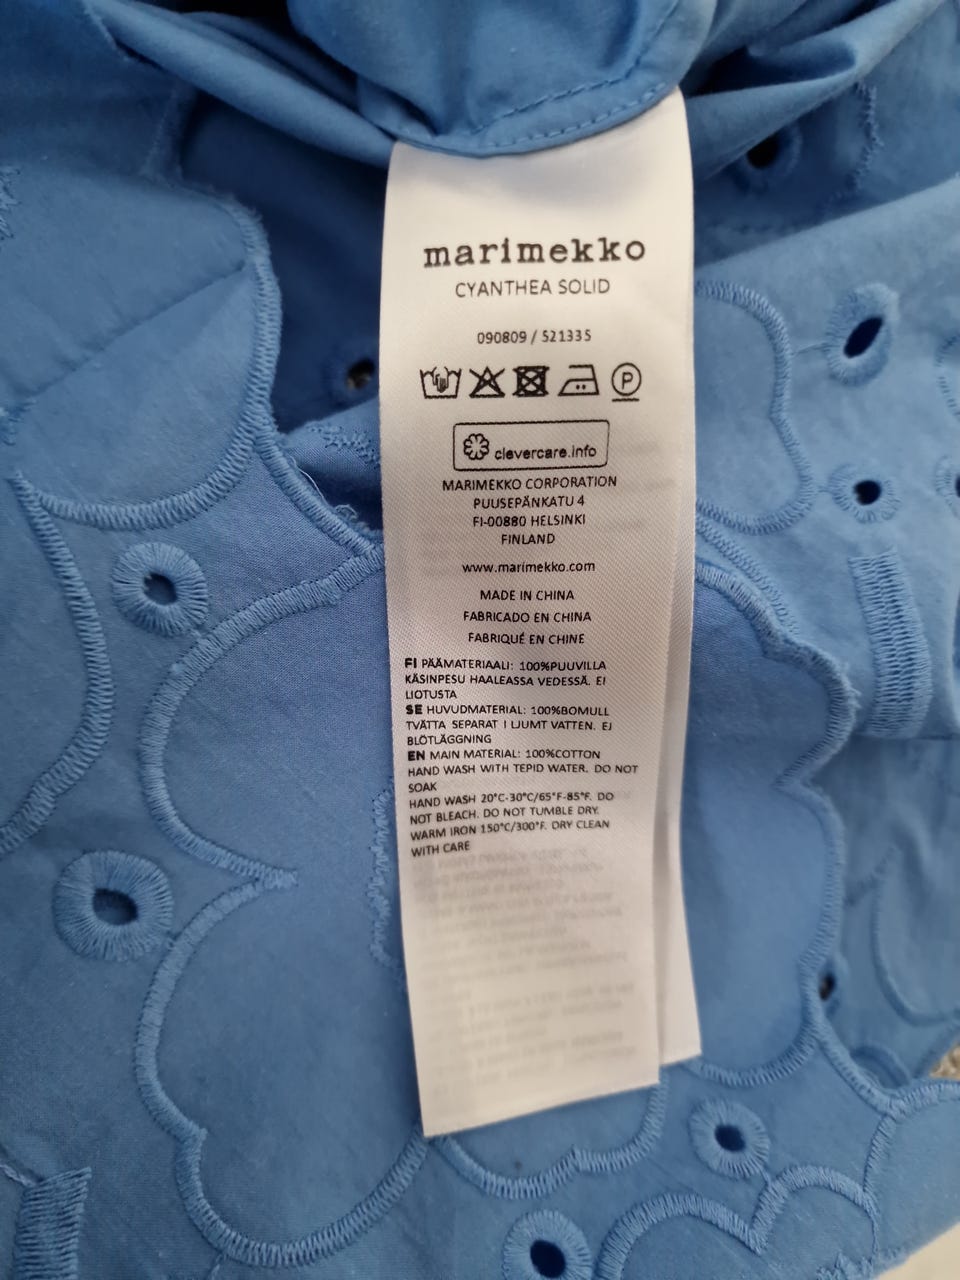 marimekko
CYANTHEA SOLID
090809 / 521335
P
clevercare.info
MARIMEKKO CORPORATION
PUUSEPÄNKATU 4
FI-00880 HELSINKI
FINLAND
www.marimekko.com
MADE IN CHINA
FABRICADO EN CHINA
FABRIQUÉ EN CHINE
FI PÄÄMATERIAALI: 100%PUUVILLA
KÄSINPESU HAALEASSA VEDESSÄ. EI
LIOTUSTA
SE HUVUDMATERIAL: 100%BOMULL
TVÄTTA SEPARAT I LJUMT VATTEN. EJ
BLÖTLÄGGNING
EN MAIN MATERIAL: 100%COTTON
HAND WASH WITH TEPID WATER. DO NOT
SOAK
HAND WASH 20°C-30°C/65°F-85°F. DO
NOT BLEACH. DO NOT TUMBLE DRY.
WARM IRON 150°C/300°F. DRY CLEAN
WITH CARE